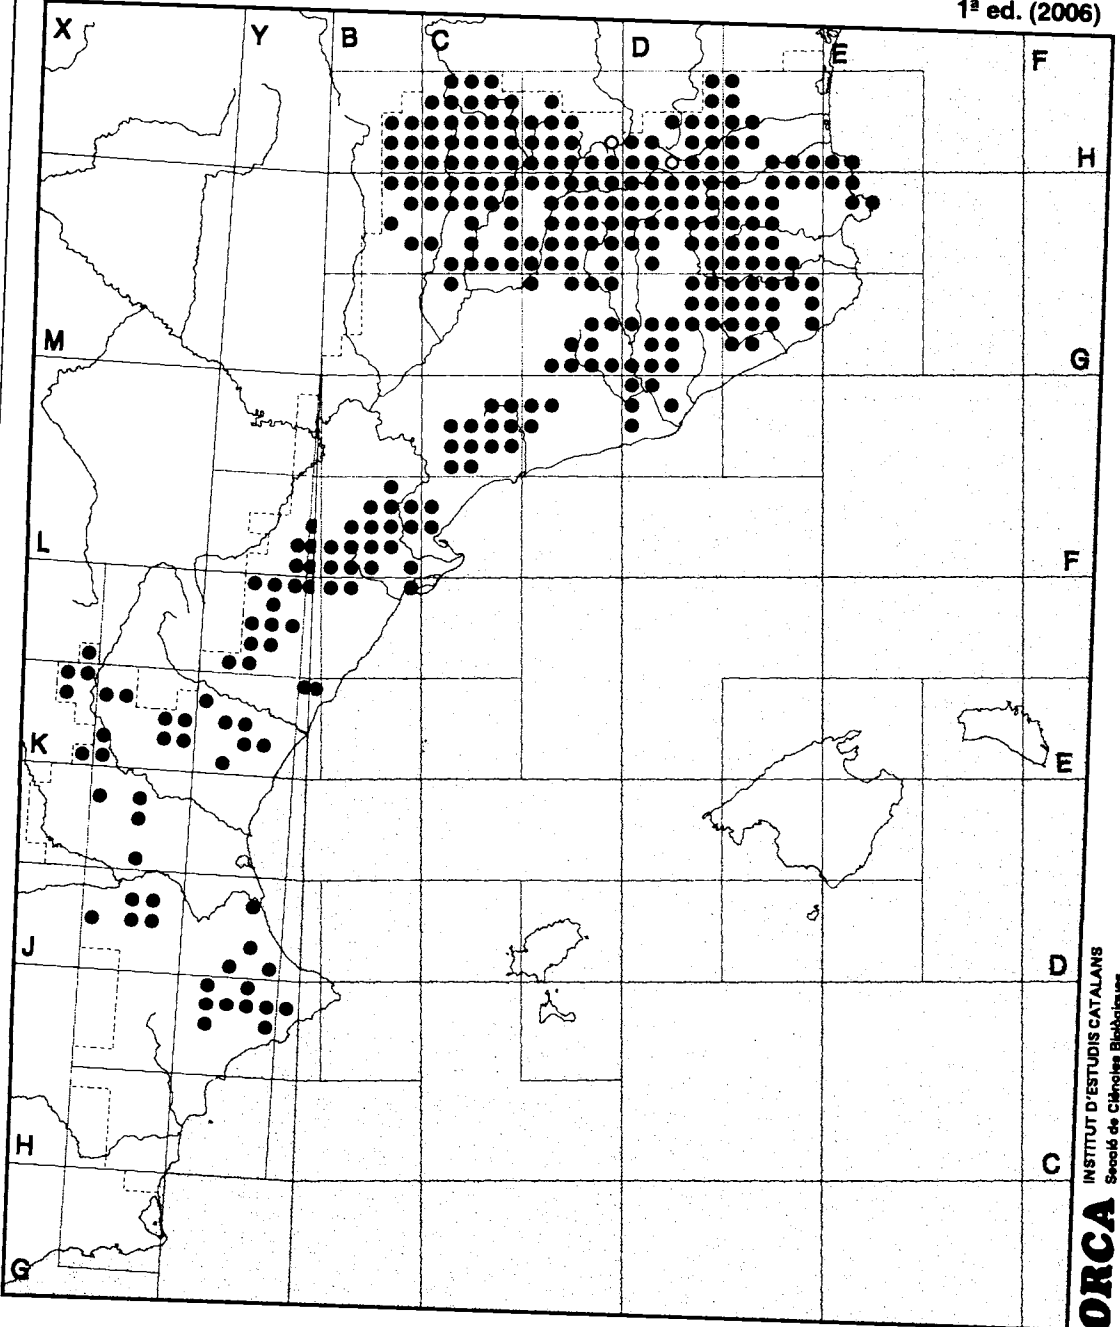 1ª ed. (2006)
X Y B C D E F
H
M
G
L
F
K
E
J
D
H
C
G
ORCA
INSTITUT D'ESTUDIS CATALANS
Secció de Ciències Biològiques